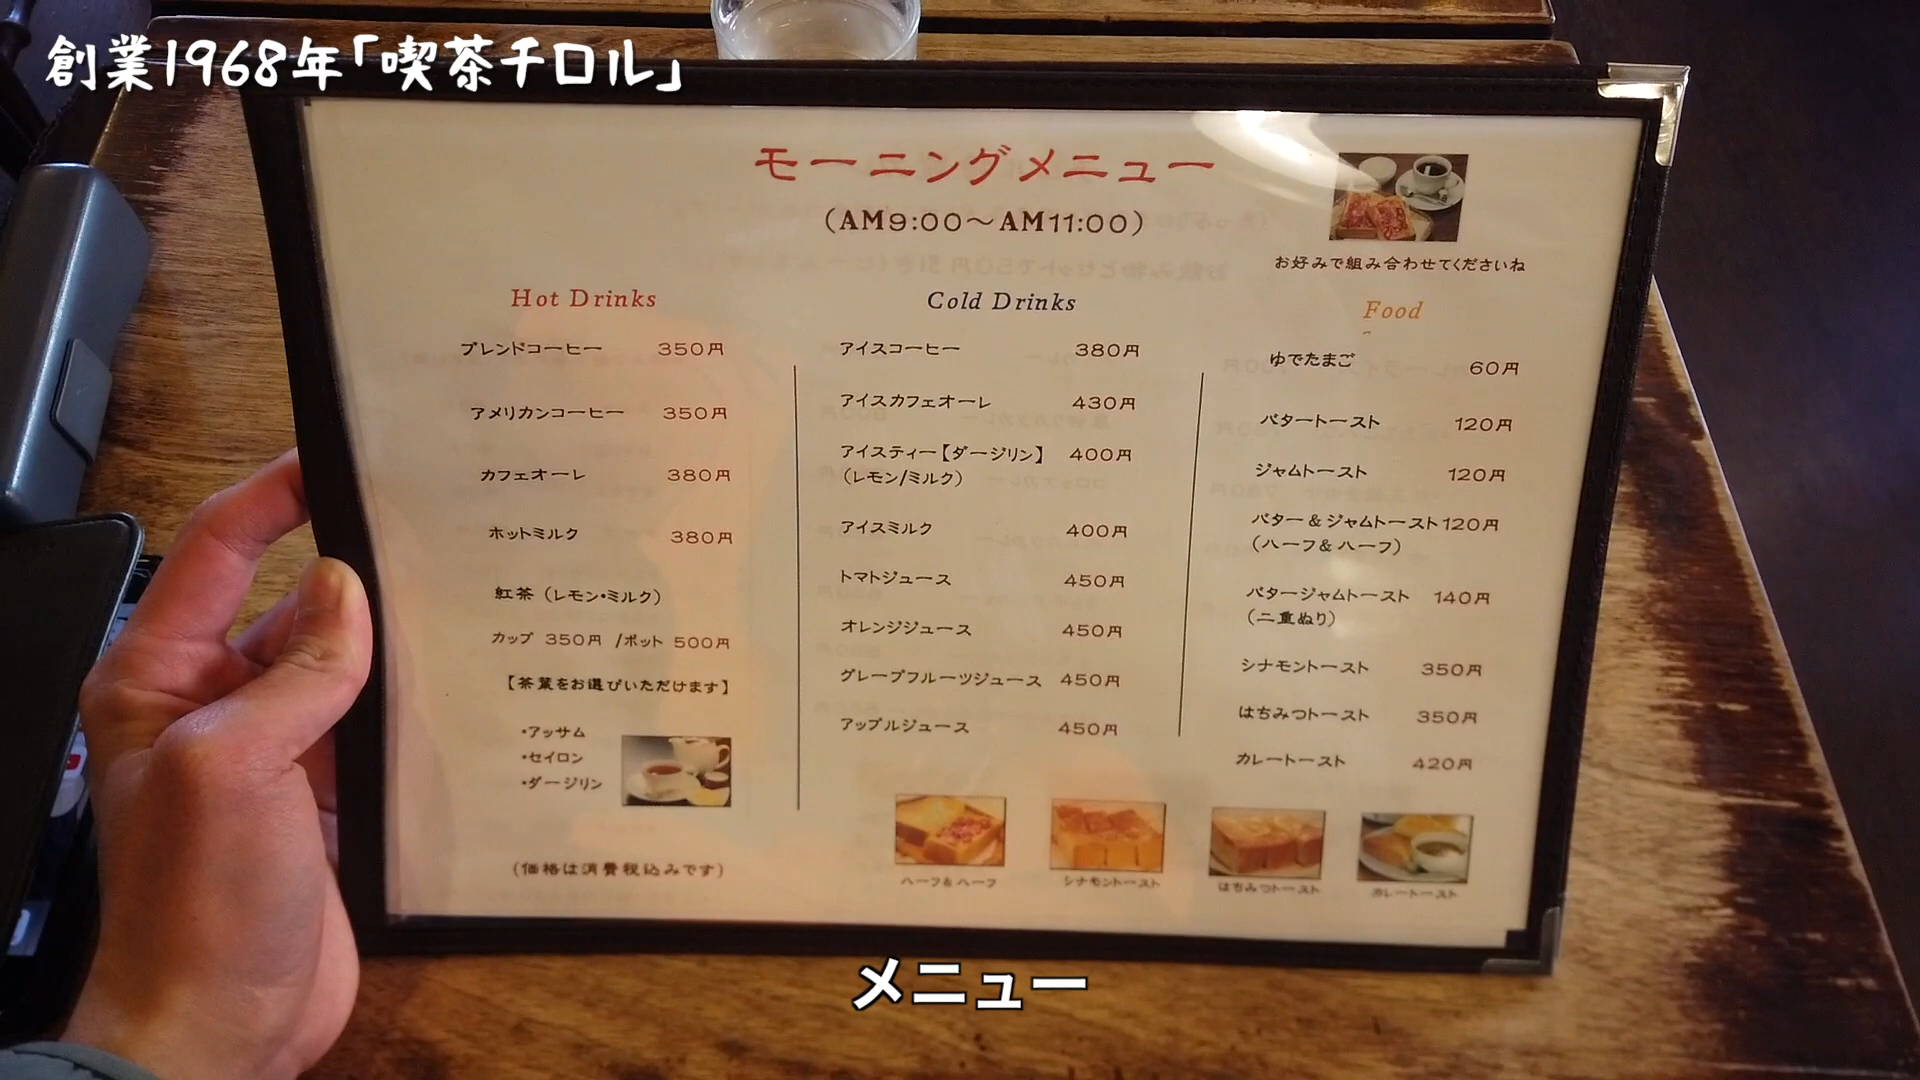 創業1968年「喫茶チロル」
モーニングメニュー
(AM9:00～AM11:00)
お好みで組み合わせてくださいね
Hot Drinks
ブレンドコーヒー 350円
アメリカンコーヒー 350円
カフェオーレ 380円
ホットミルク 380円
紅茶（レモン・ミルク）
カップ 350円 /ポット 500円
【茶葉をお選びいただけます】
・アッサム
・セイロン
・ダージリン
(価格は消費税込みです)
Cold Drinks
アイスコーヒー 380円
アイスカフェオーレ 430円
アイスティー【ダージリン】 400円
（レモン/ミルク）
アイスミルク 400円
トマトジュース 450円
オレンジジュース 450円
グレープフルーツジュース 450円
アップルジュース 450円
Food
ゆでたまご 60円
バタートースト 120円
ジャムトースト 120円
バター＆ジャムトースト 120円
（ハーフ＆ハーフ）
バタージャムトースト 140円
（二重ぬり）
シナモントースト 350円
はちみつトースト 350円
カレートースト 420円
ハーフ＆ハーフ
シナモントースト
はちみつトースト
カレートースト
メニュー